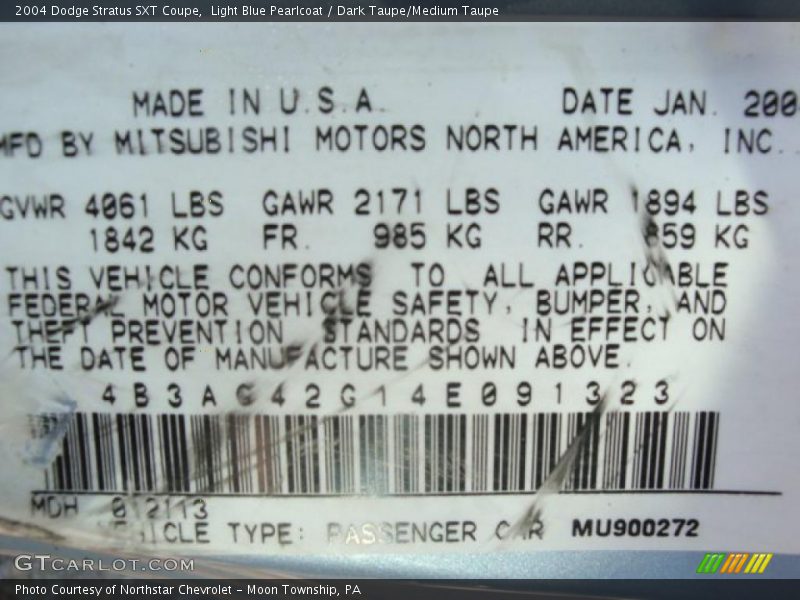 2004 Dodge Stratus SXT Coupe, Light Blue Pearlcoat / Dark Taupe/Medium Taupe
MADE IN U.S.A. DATE JAN. 200
MFD BY MITSUBISHI MOTORS NORTH AMERICA, INC.
GVWR 4061 LBS GAWR 2171 LBS GAWR 1894 LBS
1842 KG FR. 985 KG RR. 859 KG
THIS VEHICLE CONFORMS TO ALL APPLICABLE
FEDERAL MOTOR VEHICLE SAFETY, BUMPER, AND
THEFT PREVENTION STANDARDS IN EFFECT ON
THE DATE OF MANUFACTURE SHOWN ABOVE.
4B3AG42G14E091323
MDH 012113
VEHICLE TYPE: PASSENGER CAR MU900272
GTCARLOT.COM
Photo Courtesy of Northstar Chevrolet – Moon Township, PA